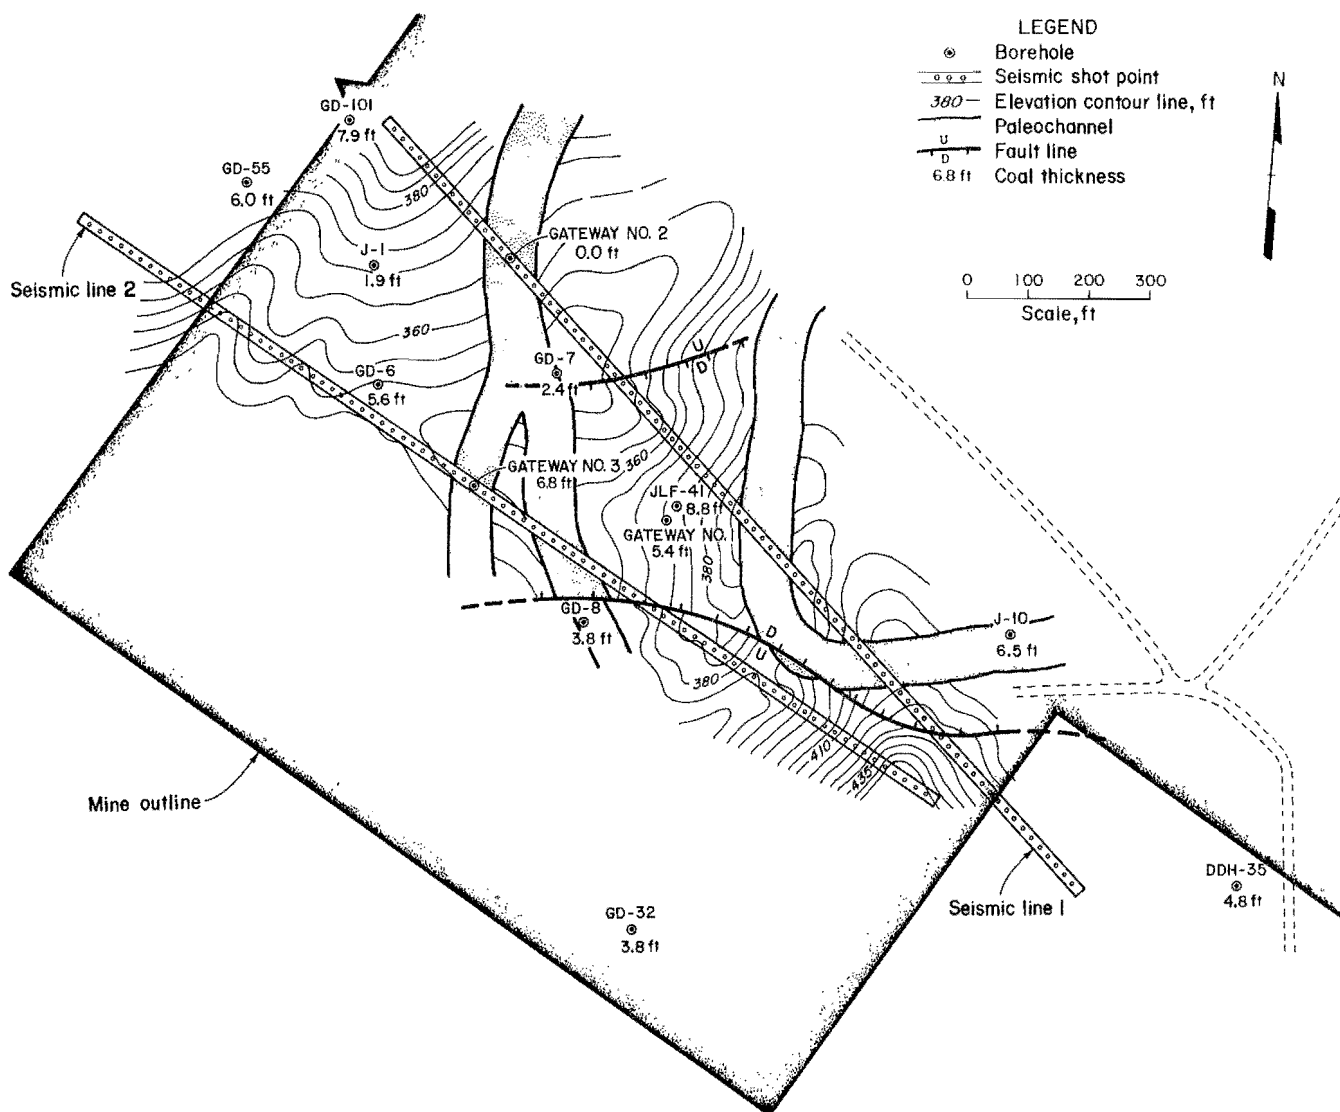 LEGEND
Borehole
Seismic shot point
380 Elevation contour line, ft
Paleochannel
U
D
Fault line
6.8 ft Coal thickness
N
0 100 200 300
Scale, ft
GD-101
7.9 ft
GD-55
6.0 ft
380
J-1
1.9 ft
GATEWAY NO. 2
0.0 ft
Seismic line 2
360
GD-7
2.4 ft
U
D
GD-6
5.6 ft
GATEWAY NO. 3
6.8 ft
360
JLF-41
8.8 ft
GATEWAY NO.
5.4 ft
380
GD-8
3.8 ft
D
U
J-10
6.5 ft
380
410
435
Mine outline
GD-32
3.8 ft
Seismic line 1
DDH-35
4.8 ft